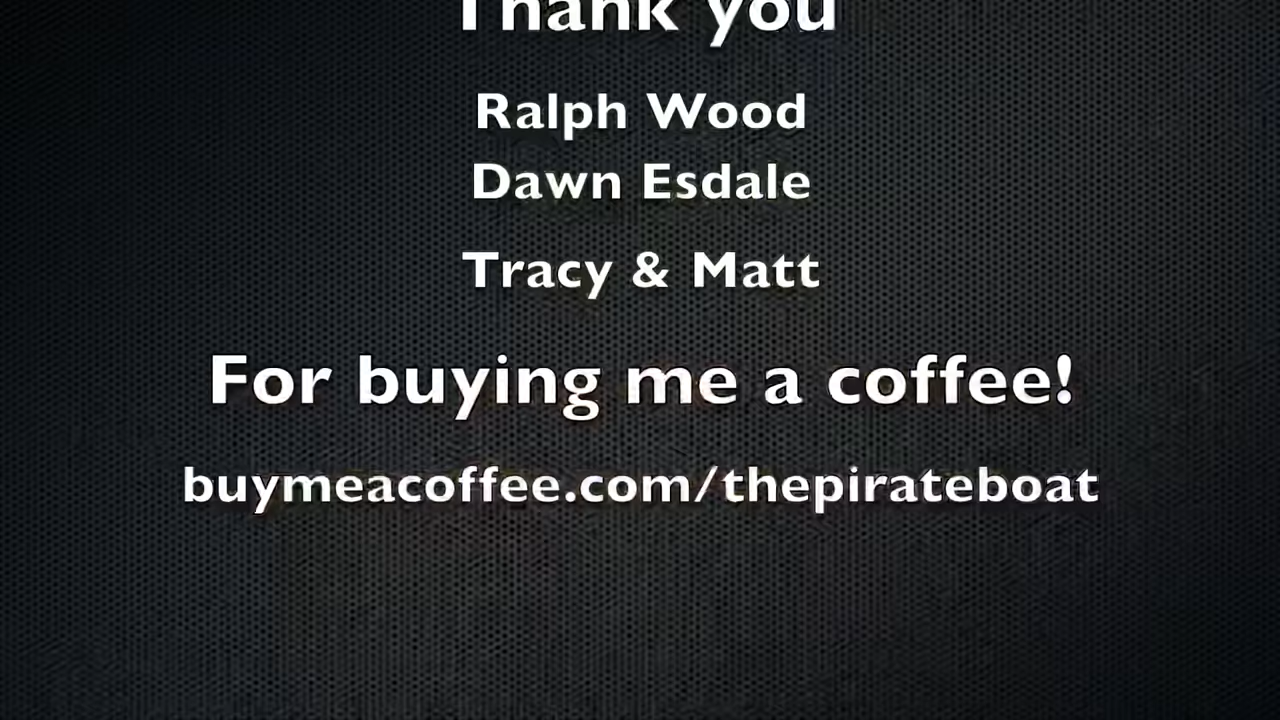 Thank you
Ralph Wood
Dawn Esdale
Tracy & Matt
For buying me a coffee!
buymeacoffee.com/thepirateboat